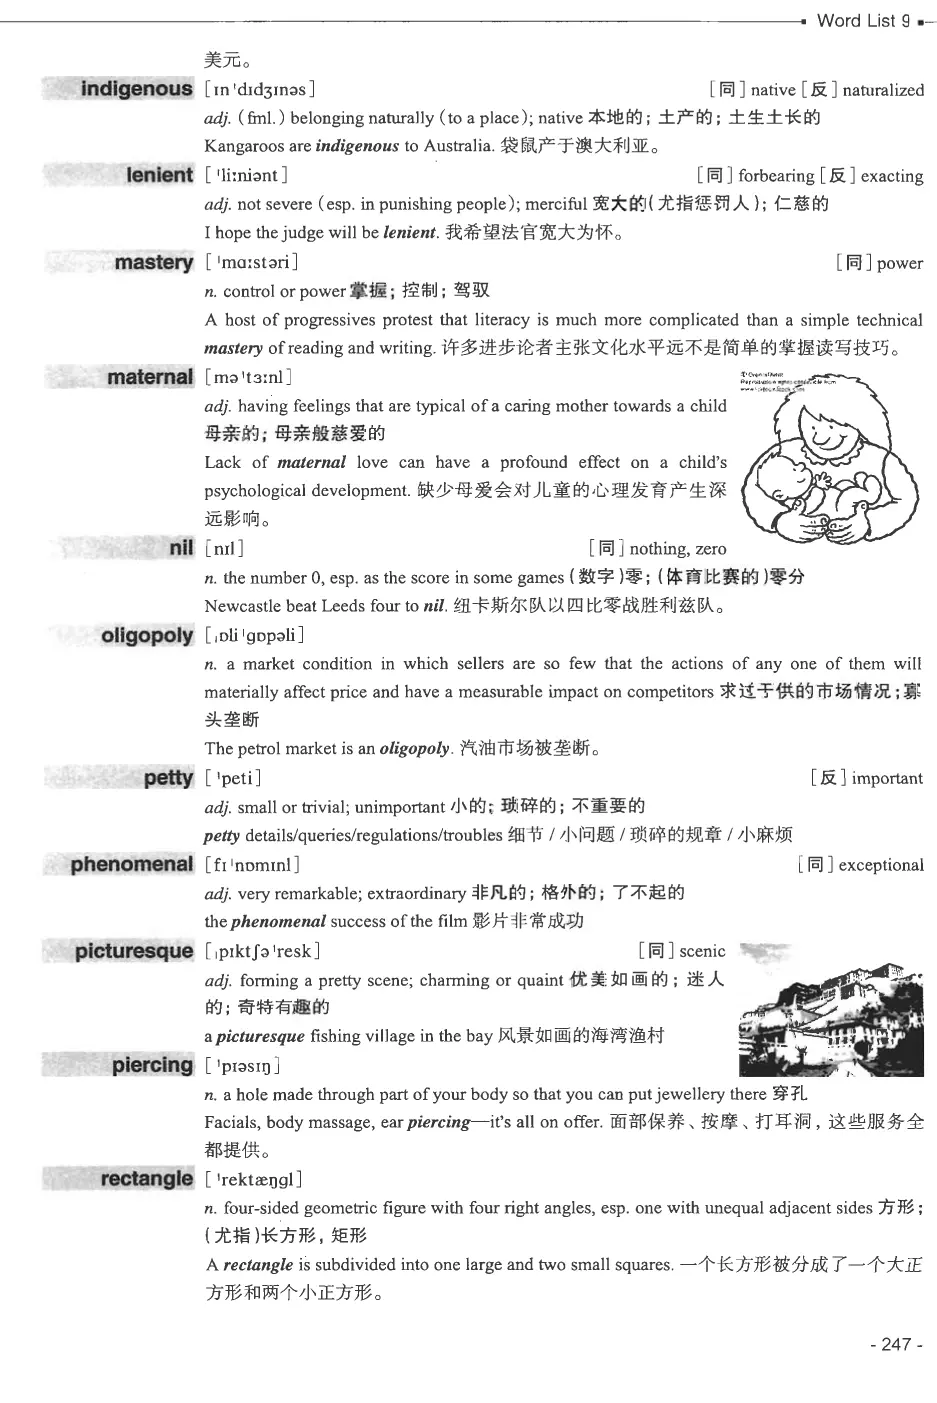 Word List 9
美元。
indigenous [ɪnˈdɪdʒɪnəs] [同] native [反] naturalized
adj. (fml.) belonging naturally (to a place); native 本地的；土产的；土生土长的
Kangaroos are indigenous to Australia. 袋鼠产于澳大利亚。
lenient [ˈliːniənt] [同] forbearing [反] exacting
adj. not severe (esp. in punishing people); merciful 宽大的(尤指惩罚人)；仁慈的
I hope the judge will be lenient. 我希望法官宽大为怀。
mastery [ˈmɑːstəri] [同] power
n. control or power 掌握；控制；驾驭
A host of progressives protest that literacy is much more complicated than a simple technical
mastery of reading and writing. 许多进步论者主张文化水平远不是简单的掌握读写技巧。
maternal [məˈtɜːnl]
adj. having feelings that are typical of a caring mother towards a child
母亲的；母亲般慈爱的
Lack of maternal love can have a profound effect on a child's
psychological development. 缺少母爱会对儿童的心理发育产生深
远影响。
nil [nɪl] [同] nothing, zero
n. the number 0, esp. as the score in some games (数字)零；(体育比赛的)零分
Newcastle beat Leeds four to nil. 纽卡斯尔队以四比零战胜利兹队。
oligopoly [ˌɒliˈɡɒpəli]
n. a market condition in which sellers are so few that the actions of any one of them will
materially affect price and have a measurable impact on competitors 求过于供的市场情况；寡
头垄断
The petrol market is an oligopoly. 汽油市场被垄断。
petty [ˈpeti] [反] important
adj. small or trivial; unimportant 小的；琐碎的；不重要的
petty details/queries/regulations/troubles 细节 / 小问题 / 琐碎的规章 / 小麻烦
phenomenal [fɪˈnɒmɪnl] [同] exceptional
adj. very remarkable; extraordinary 非凡的；格外的；了不起的
the phenomenal success of the film 影片非常成功
picturesque [ˌpɪktʃəˈresk] [同] scenic
adj. forming a pretty scene; charming or quaint 优美如画的；迷人
的；奇特有趣的
a picturesque fishing village in the bay 风景如画的海湾渔村
piercing [ˈpɪəsɪŋ]
n. a hole made through part of your body so that you can put jewellery there 穿孔
Facials, body massage, ear piercing—it's all on offer. 面部保养、按摩、打耳洞，这些服务全
都提供。
rectangle [ˈrektæŋɡl]
n. four-sided geometric figure with four right angles, esp. one with unequal adjacent sides 方形；
(尤指)长方形，矩形
A rectangle is subdivided into one large and two small squares. 一个长方形被分成了一个大正
方形和两个小正方形。
- 247 -